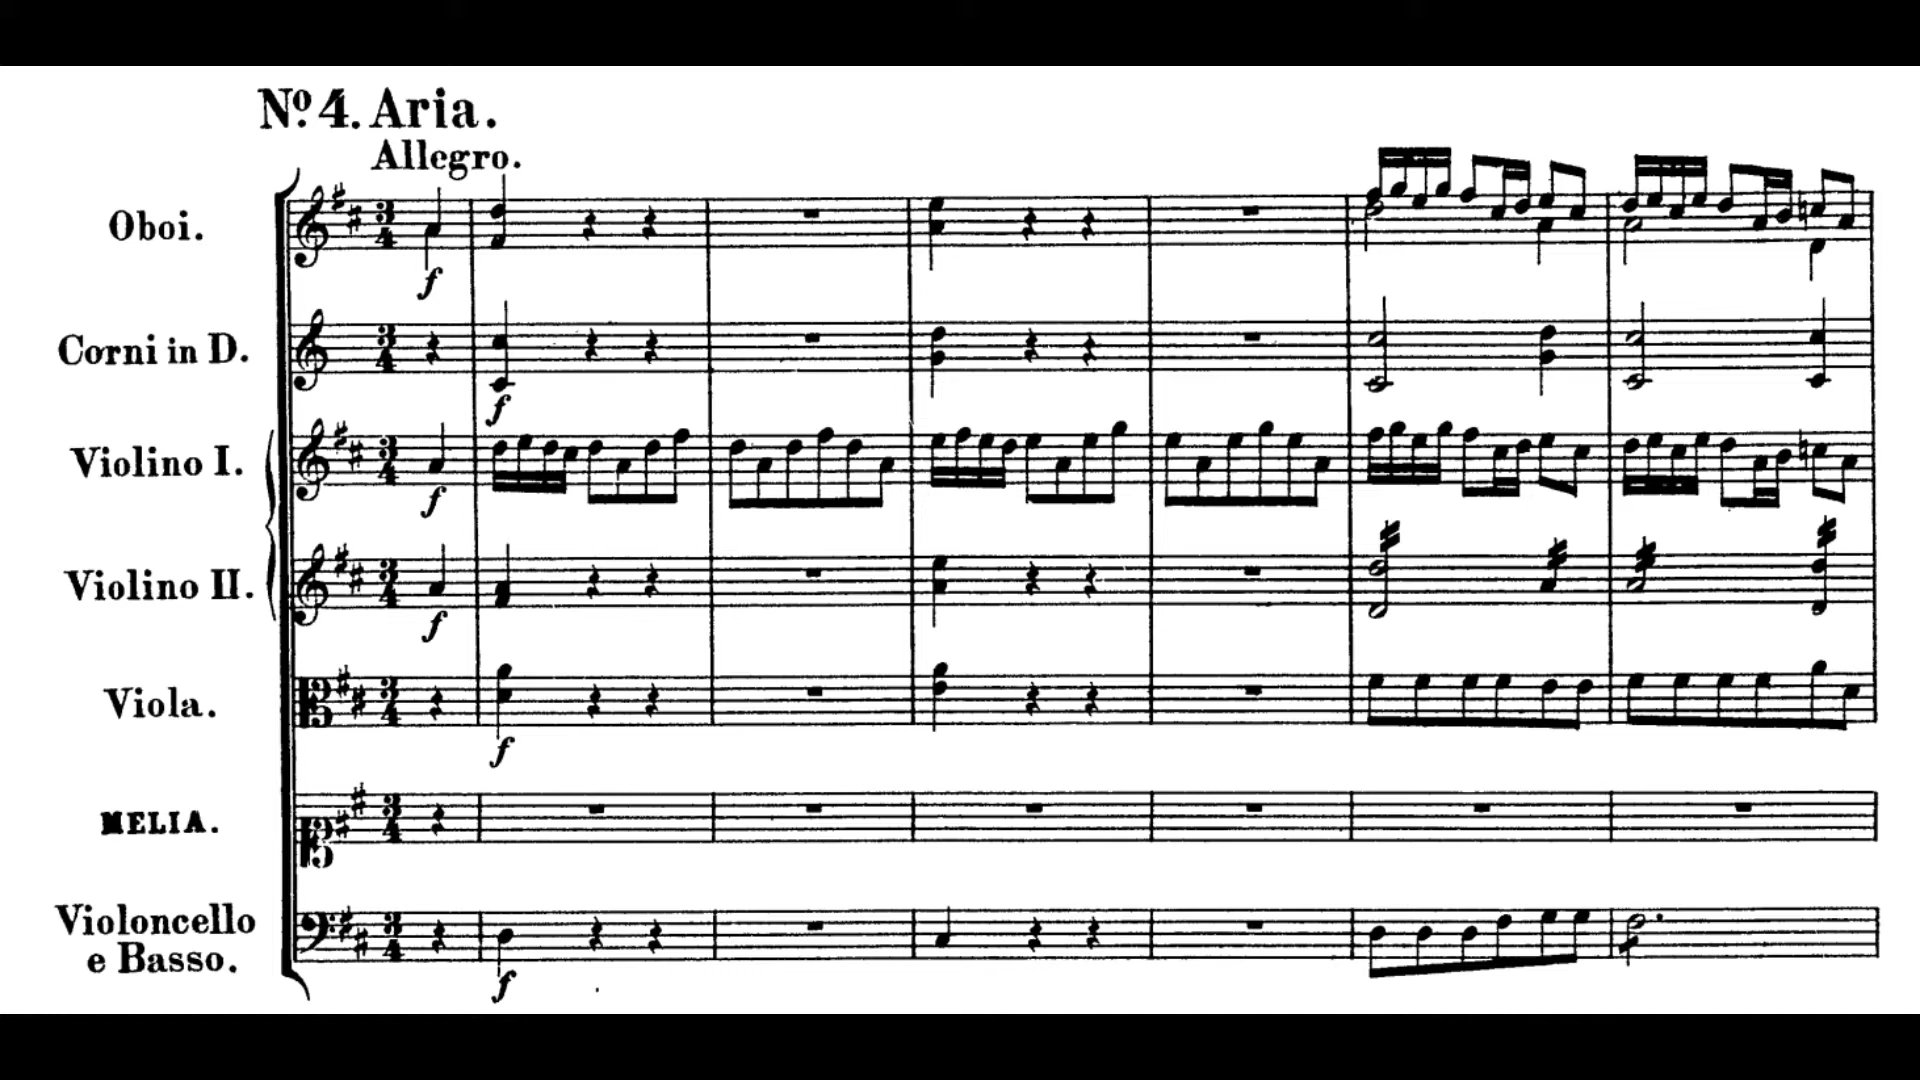 Nº. 4. Aria.
Allegro.
Oboi.
f
Corni in D.
f
Violino I.
f
Violino II.
f
Viola.
f
MELIA.
Violoncello
e Basso.
f